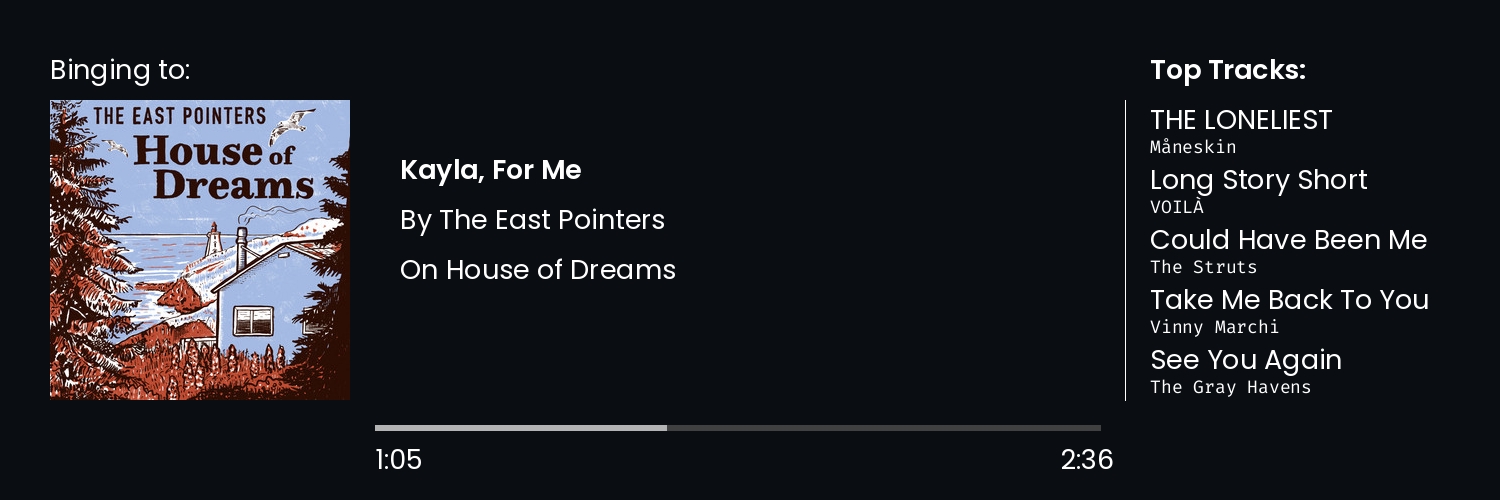 Binging to:
THE EAST POINTERS
House of
Dreams
Kayla, For Me
By The East Pointers
On House of Dreams
1:05
2:36
Top Tracks:
THE LONELIEST
Måneskin
Long Story Short
VOILÀ
Could Have Been Me
The Struts
Take Me Back To You
Vinny Marchi
See You Again
The Gray Havens